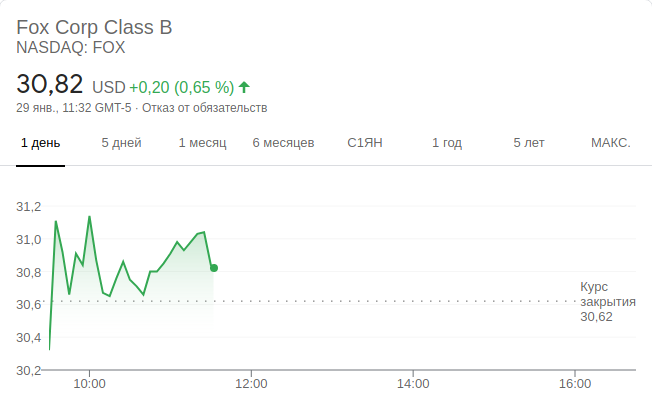 Fox Corp Class B
NASDAQ: FOX
30,82 USD +0,20 (0,65 %)
29 янв., 11:32 GMT-5 · Отказ от обязательств
1 день 5 дней 1 месяц 6 месяцев С1ЯН 1 год 5 лет МАКС.
31,2
31,0
30,8
30,6
30,4
30,2
Курс
закрытия
30,62
10:00 12:00 14:00 16:00